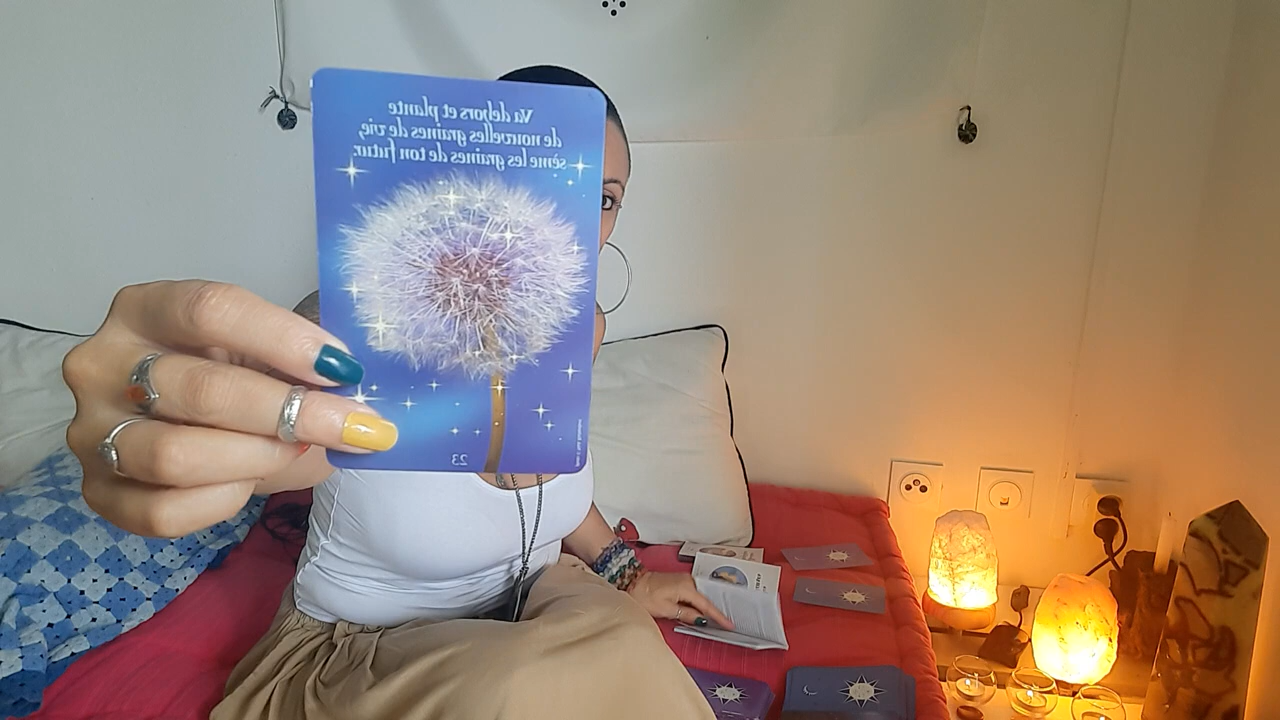 Va dehors et plante
de nouvelles graines de vie,
sème les graines de ton futur.
23